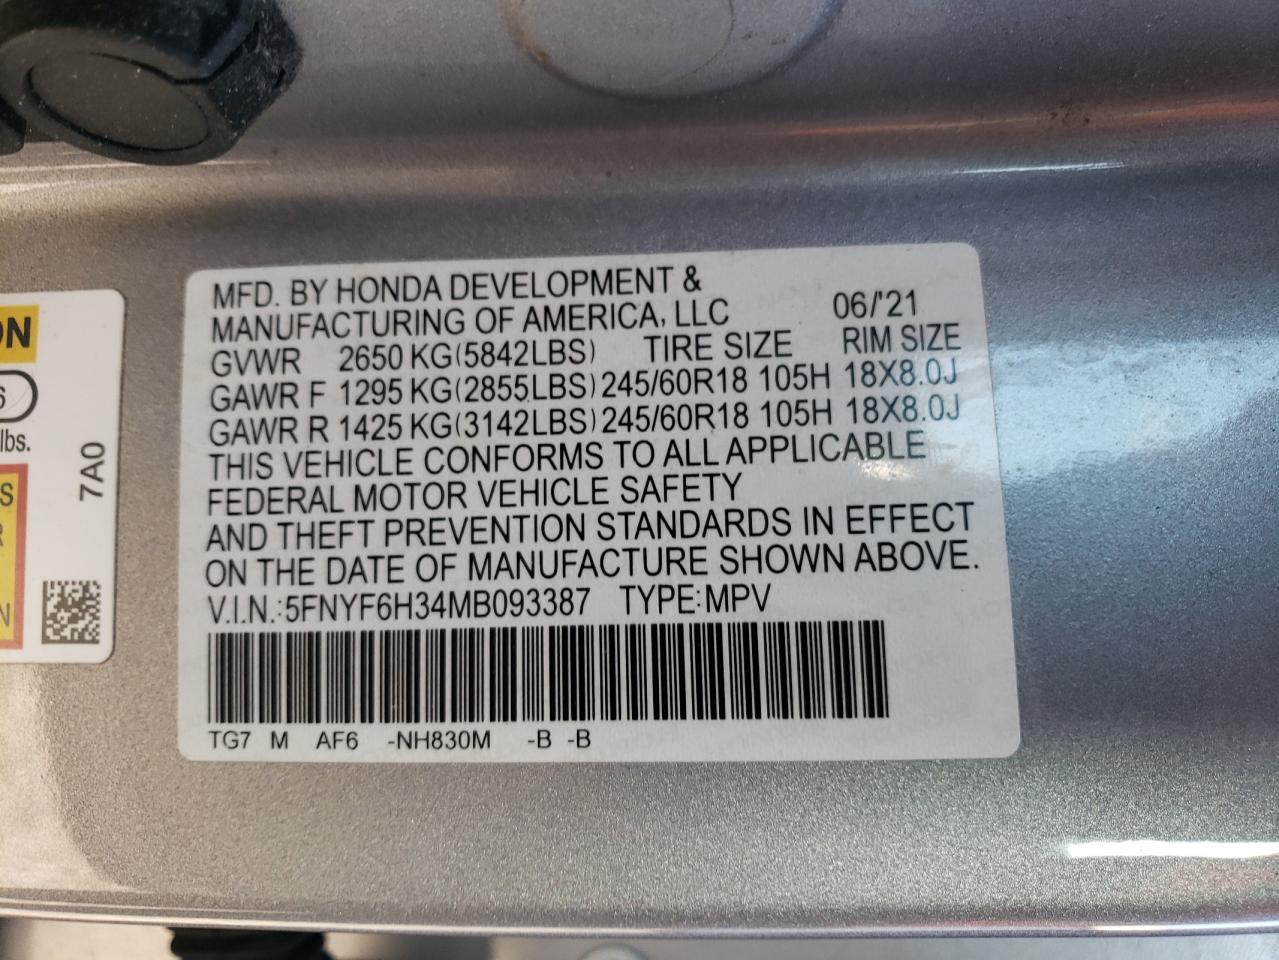 MFD. BY HONDA DEVELOPMENT &
MANUFACTURING OF AMERICA, LLC 06/'21
GVWR 2650 KG(5842LBS) TIRE SIZE RIM SIZE
GAWR F 1295 KG(2855LBS) 245/60R18 105H 18X8.0J
GAWR R 1425 KG(3142LBS) 245/60R18 105H 18X8.0J
THIS VEHICLE CONFORMS TO ALL APPLICABLE
FEDERAL MOTOR VEHICLE SAFETY
AND THEFT PREVENTION STANDARDS IN EFFECT
ON THE DATE OF MANUFACTURE SHOWN ABOVE.
V.I.N.:5FNYF6H34MB093387 TYPE:MPV
TG7 M AF6 -NH830M -B -B
ON
6
lbs.
7A0
S
R
N